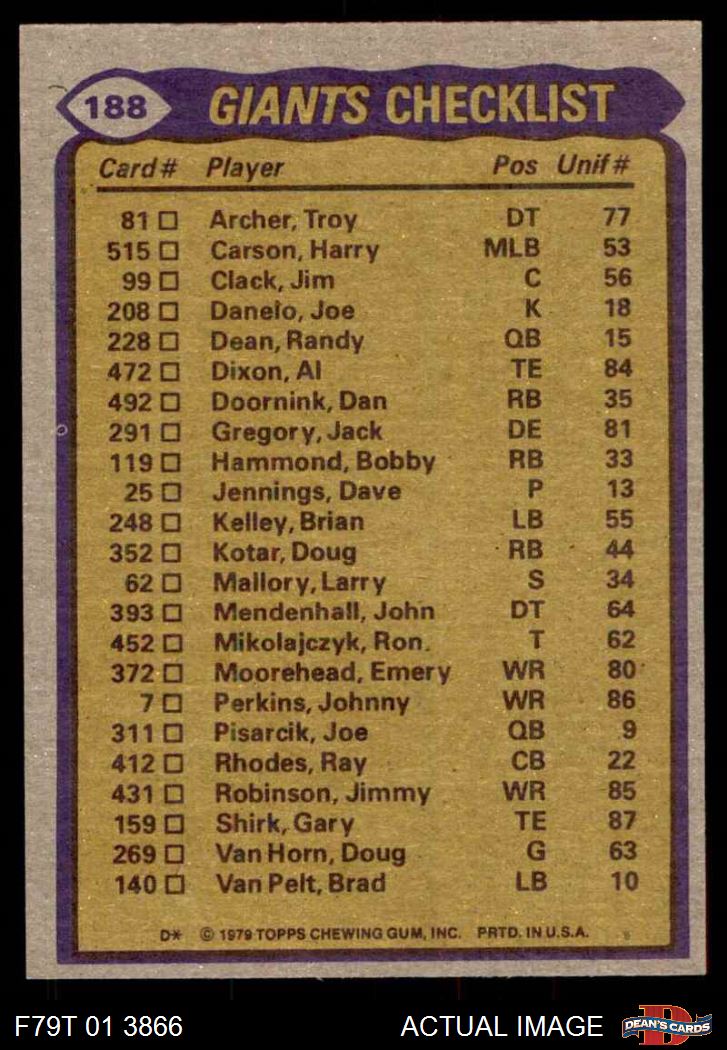 188 GIANTS CHECKLIST
Card # Player Pos Unif #
81 □ Archer, Troy DT 77
515 □ Carson, Harry MLB 53
99 □ Clack, Jim C 56
208 □ Danelo, Joe K 18
228 □ Dean, Randy QB 15
472 □ Dixon, Al TE 84
492 □ Doornink, Dan RB 35
291 □ Gregory, Jack DE 81
119 □ Hammond, Bobby RB 33
25 □ Jennings, Dave P 13
248 □ Kelley, Brian LB 55
352 □ Kotar, Doug RB 44
62 □ Mallory, Larry S 34
393 □ Mendenhall, John DT 64
452 □ Mikolajczyk, Ron. T 62
372 □ Moorehead, Emery WR 80
7 □ Perkins, Johnny WR 86
311 □ Pisarcik, Joe QB 9
412 □ Rhodes, Ray CB 22
431 □ Robinson, Jimmy WR 85
159 □ Shirk, Gary TE 87
269 □ Van Horn, Doug G 63
140 □ Van Pelt, Brad LB 10
D* © 1979 TOPPS CHEWING GUM, INC. PRTD. IN U.S.A.
F79T 01 3866 ACTUAL IMAGE D DEAN'S CARDS